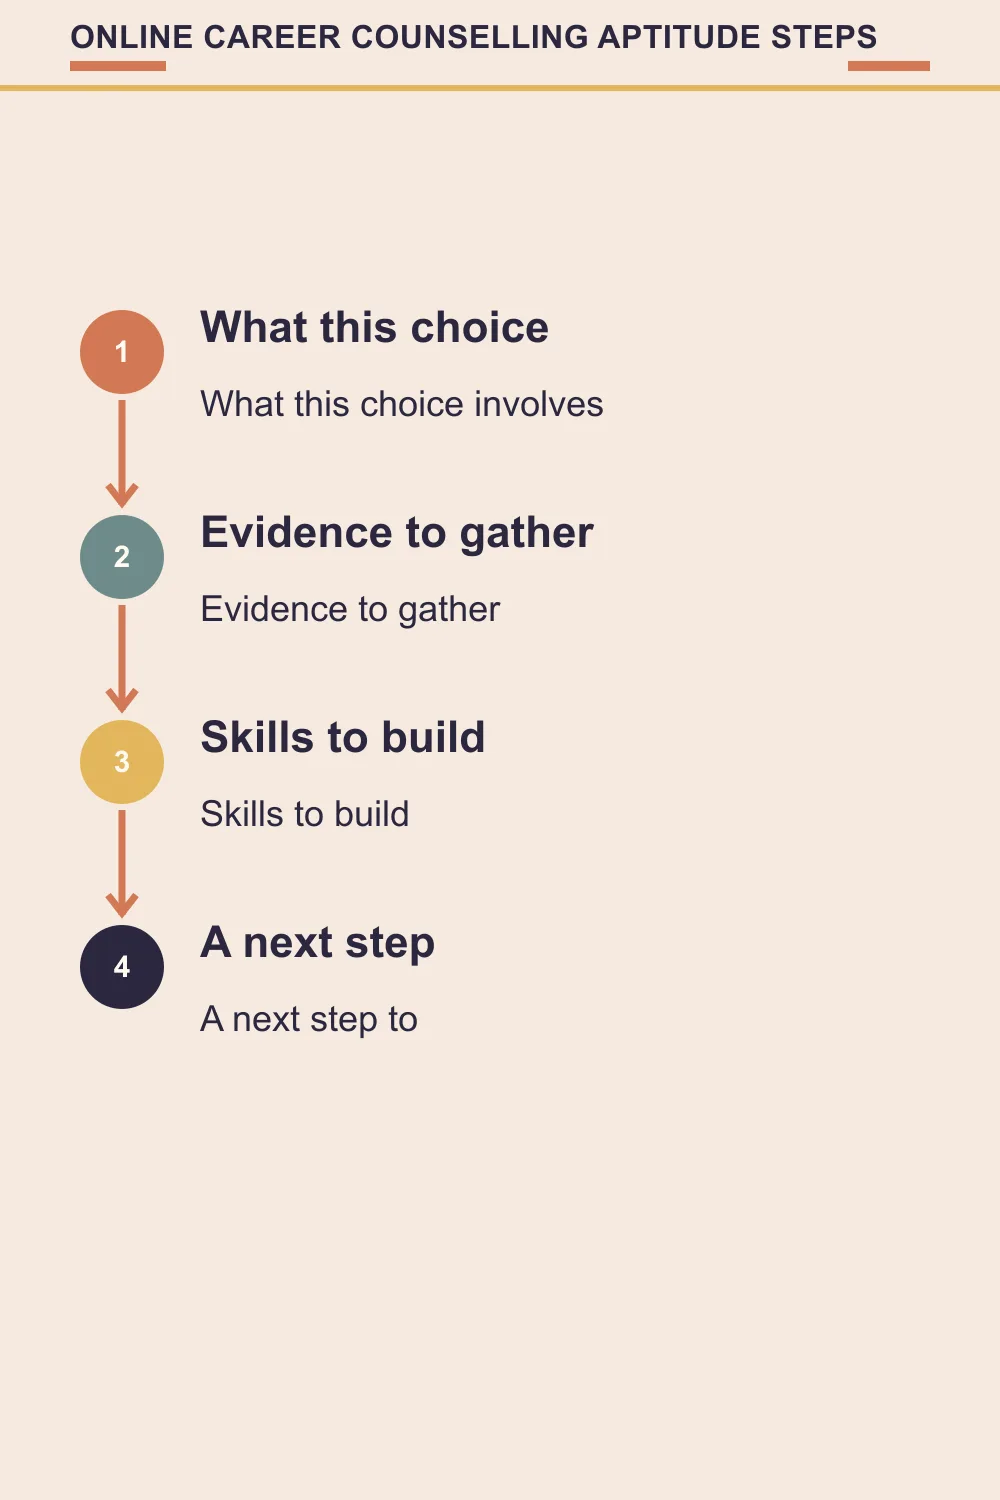 ONLINE CAREER COUNSELLING APTITUDE STEPS
1
What this choice
What this choice involves
2
Evidence to gather
Evidence to gather
3
Skills to build
Skills to build
4
A next step
A next step to